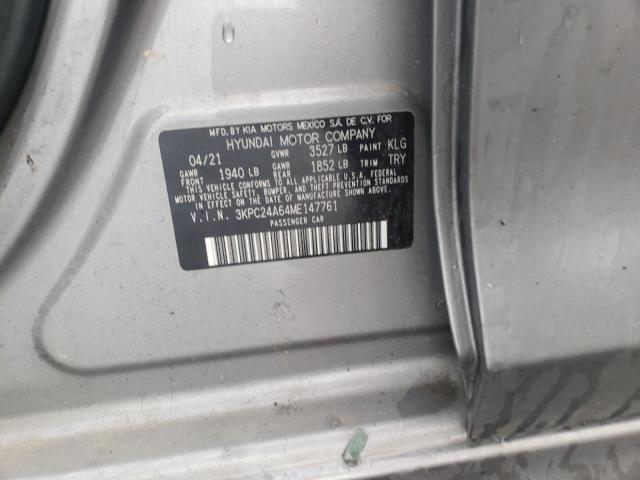 MFD. BY KIA MOTORS MEXICO S.A. DE C.V. FOR
HYUNDAI MOTOR COMPANY
04/21 GVWR 3527 LB PAINT KLG
GAWR FRONT 1940 LB GAWR REAR 1852 LB TRIM TRY
THIS VEHICLE CONFORMS TO ALL APPLICABLE U.S.A. FEDERAL
MOTOR VEHICLE SAFETY, BUMPER, AND THEFT PREVENTION STANDARDS
IN EFFECT ON THE DATE OF MANUFACTURE SHOWN ABOVE.
V.I.N. 3KPC24A64ME147761
PASSENGER CAR